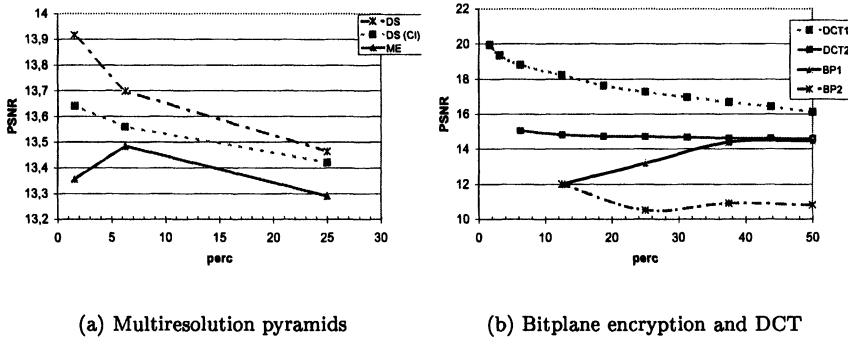 14
13,9
13,8
13,7
13,6
13,5
13,4
13,3
13,2
PSNR
0 5 10 15 20 25 30
perc
DS
DS (CI)
ME
(a) Multiresolution pyramids
22
20
18
16
14
12
10
PSNR
0 10 20 30 40 50
perc
DCT1
DCT2
BP1
BP2
(b) Bitplane encryption and DCT